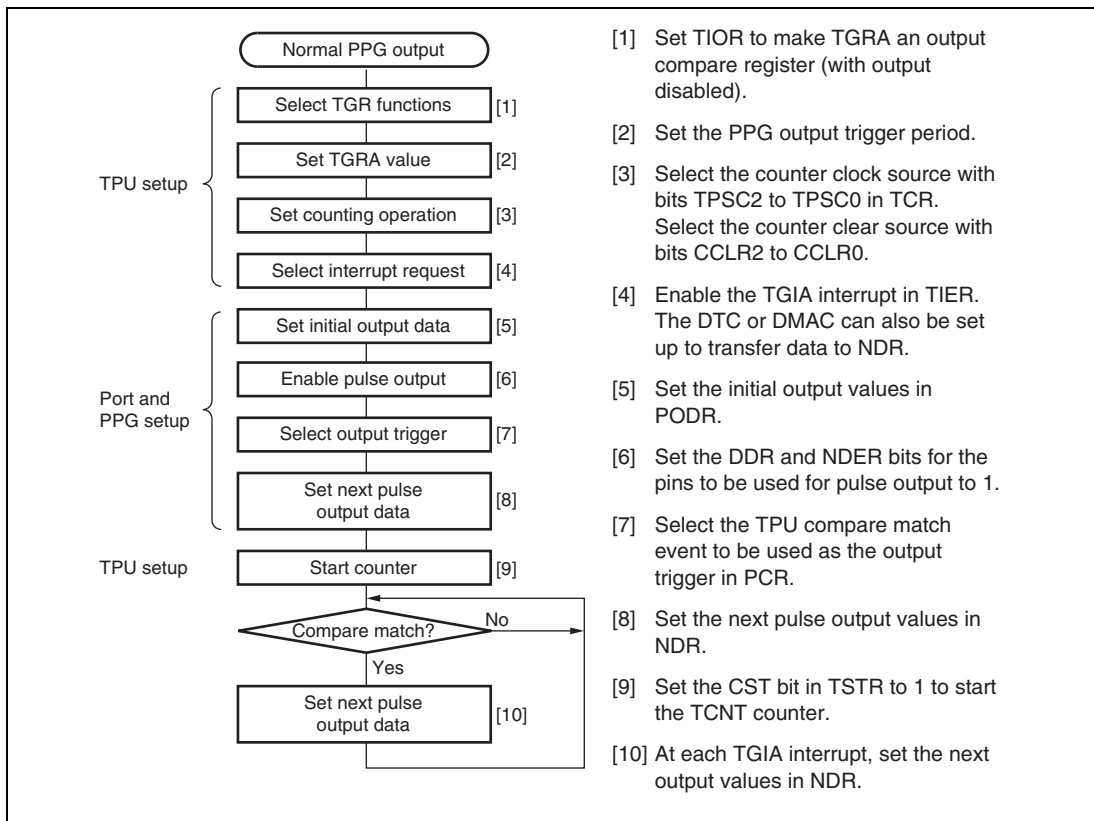 Normal PPG output
Select TGR functions [1]
Set TGRA value [2]
TPU setup
Set counting operation [3]
Select interrupt request [4]
Set initial output data [5]
Enable pulse output [6]
Port and
PPG setup
Select output trigger [7]
Set next pulse
output data
[8]
TPU setup
Start counter [9]
Compare match?
No
Yes
Set next pulse
output data
[10]
[1] Set TIOR to make TGRA an output
compare register (with output
disabled).
[2] Set the PPG output trigger period.
[3] Select the counter clock source with
bits TPSC2 to TPSC0 in TCR.
Select the counter clear source with
bits CCLR2 to CCLR0.
[4] Enable the TGIA interrupt in TIER.
The DTC or DMAC can also be set
up to transfer data to NDR.
[5] Set the initial output values in
PODR.
[6] Set the DDR and NDER bits for the
pins to be used for pulse output to 1.
[7] Select the TPU compare match
event to be used as the output
trigger in PCR.
[8] Set the next pulse output values in
NDR.
[9] Set the CST bit in TSTR to 1 to start
the TCNT counter.
[10] At each TGIA interrupt, set the next
output values in NDR.